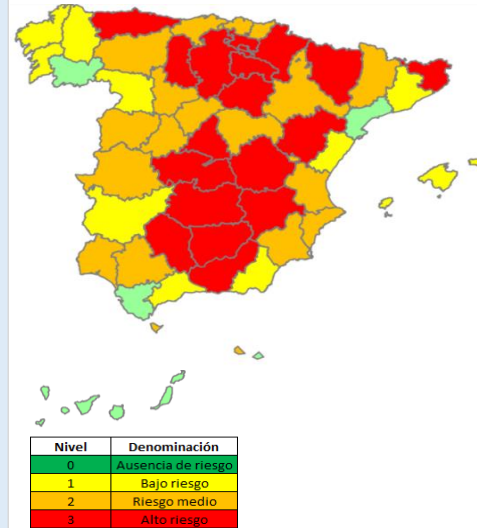 Nivel Denominación
0 Ausencia de riesgo
1 Bajo riesgo
2 Riesgo medio
3 Alto riesgo